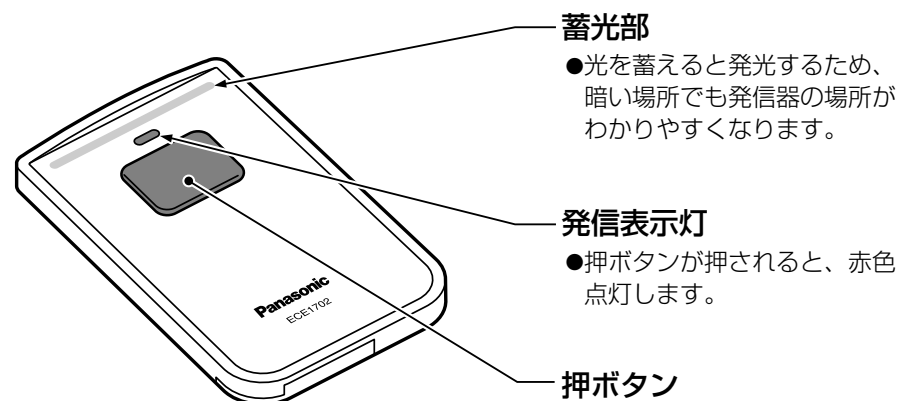 蓄光部
●光を蓄えると発光するため、
暗い場所でも発信器の場所が
わかりやすくなります。
発信表示灯
●押ボタンが押されると、赤色
点灯します。
Panasonic
ECE1702
押ボタン